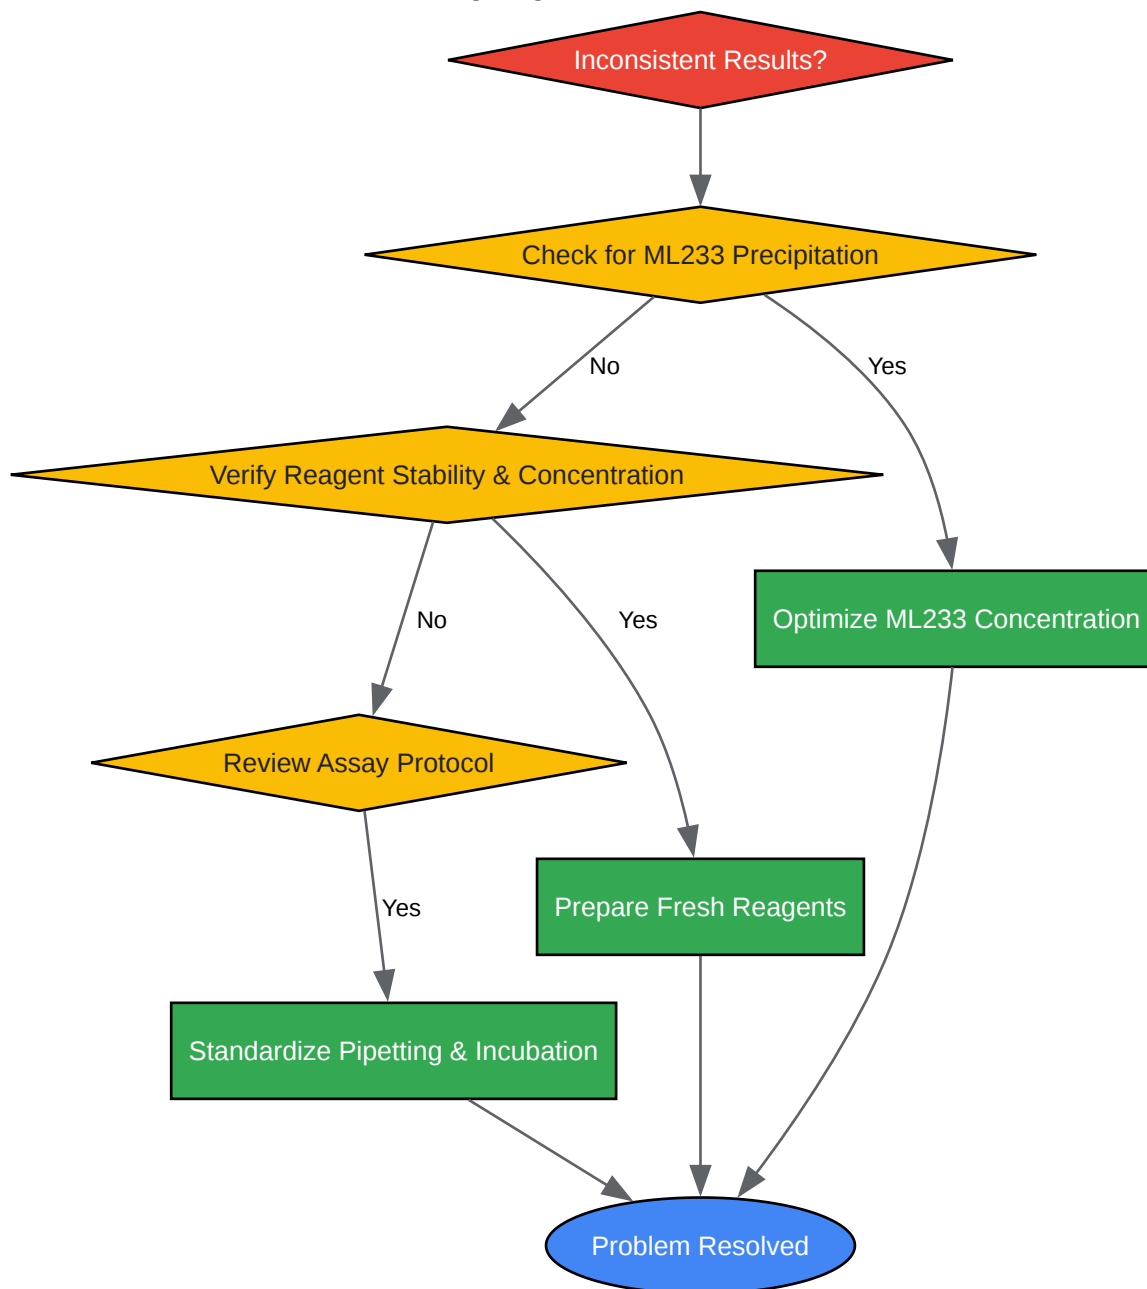 Inconsistent Results?
Check for ML233 Precipitation
No
Yes
Verify Reagent Stability & Concentration
No
Yes
Optimize ML233 Concentration
Review Assay Protocol
Yes
Prepare Fresh Reagents
Standardize Pipetting & Incubation
Problem Resolved